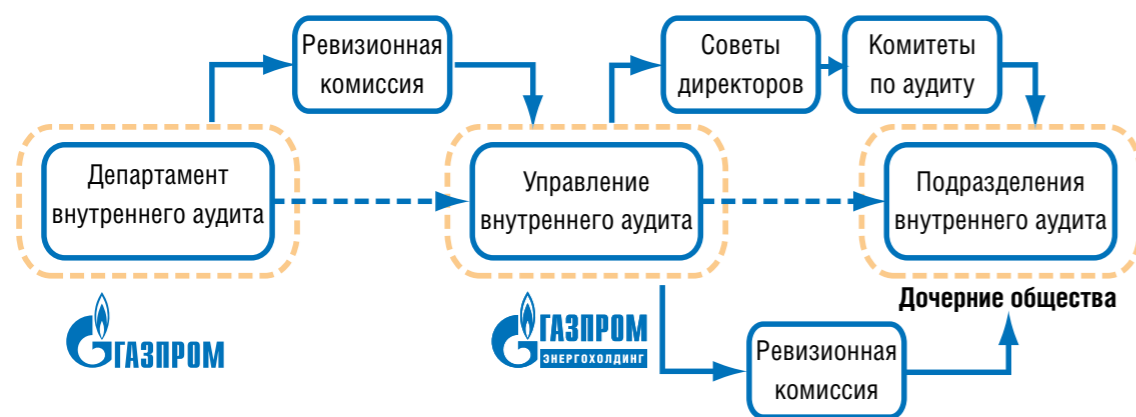 Ревизионная
комиссия
Советы
директоров
Комитеты
по аудиту
Департамент
внутреннего аудита
Управление
внутреннего аудита
Подразделения
внутреннего аудита
Дочерние общества
ГАЗПРОМ
ГАЗПРОМ
ЭНЕРГОХОЛДИНГ
Ревизионная
комиссия